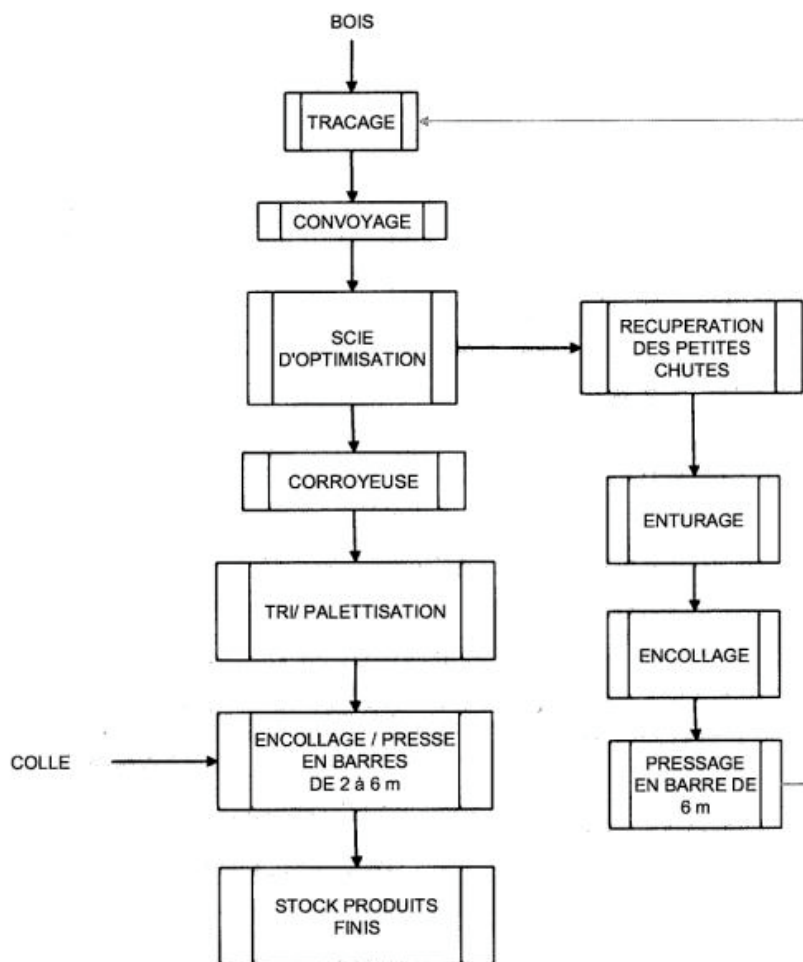 BOIS
TRACAGE
CONVOYAGE
SCIE
D'OPTIMISATION
RECUPERATION
DES PETITES
CHUTES
CORROYEUSE
ENTURAGE
TRI/ PALETTISATION
ENCOLLAGE
COLLE
ENCOLLAGE / PRESSE
EN BARRES
DE 2 à 6 m
PRESSAGE
EN BARRE DE
6 m
STOCK PRODUITS
FINIS